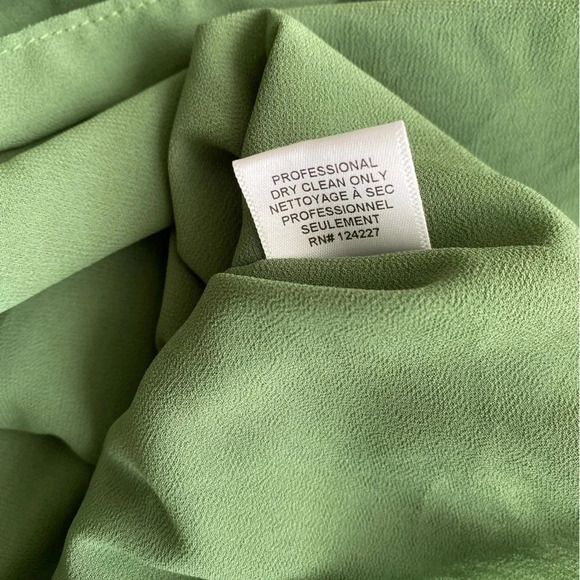 PROFESSIONAL
DRY CLEAN ONLY
NETTOYAGE À SEC
PROFESSIONNEL
SEULEMENT
RN# 124227